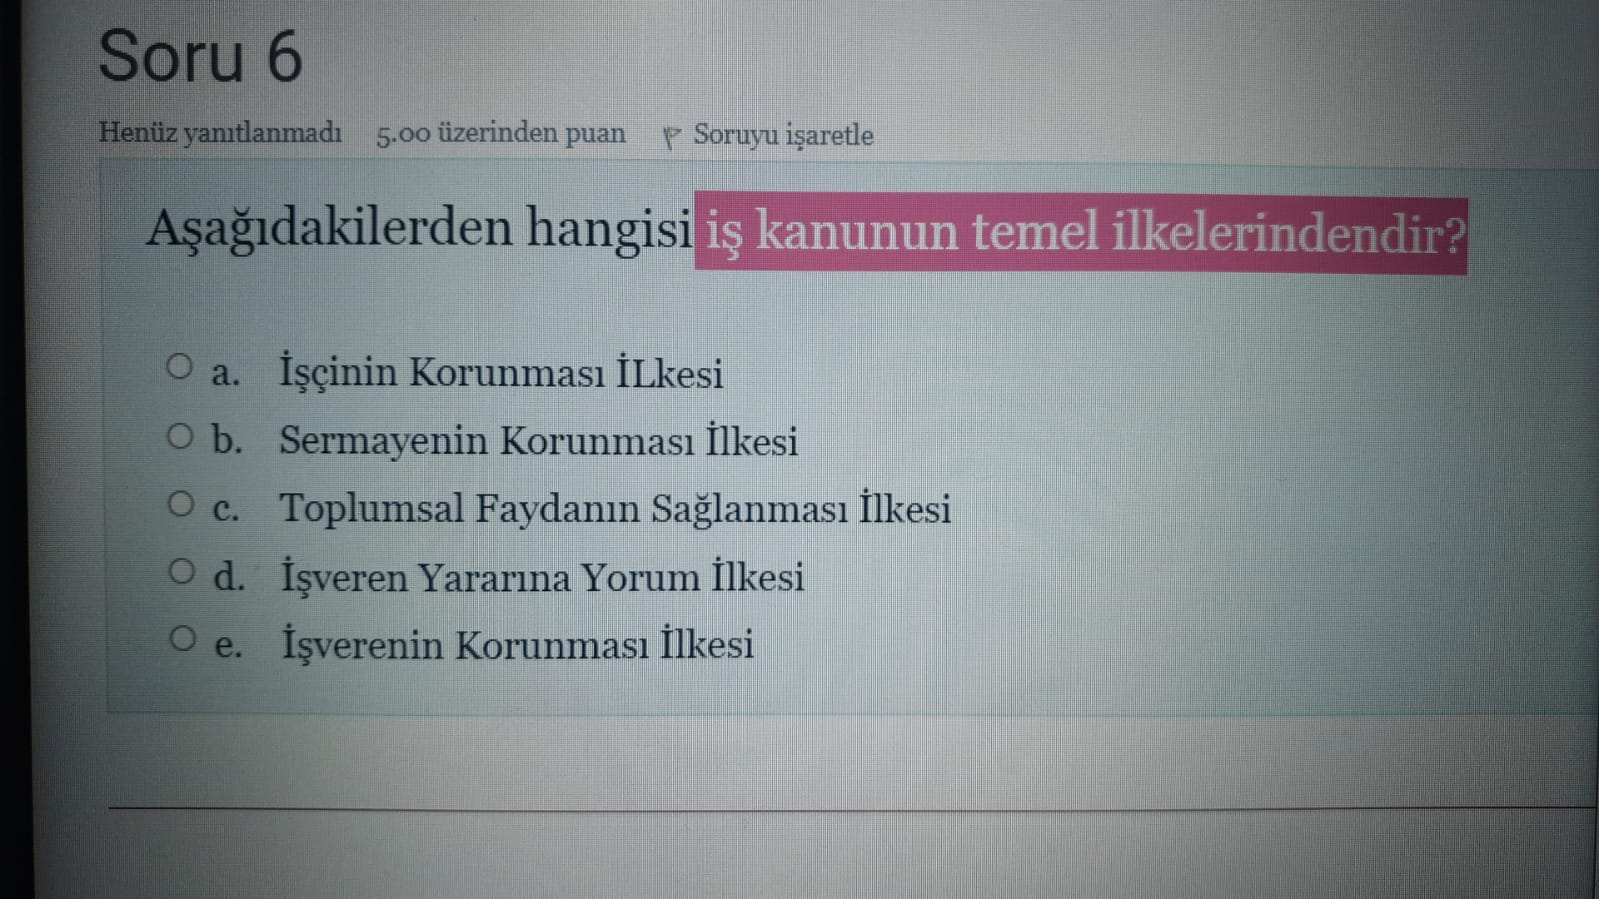 Soru 6
Henüz yanıtlanmadı 5.00 üzerinden puan Soruyu işaretle
Aşağıdakilerden hangisi iş kanunun temel ilkelerindendir?
a. İşçinin Korunması İLkesi
b. Sermayenin Korunması İlkesi
c. Toplumsal Faydanın Sağlanması İlkesi
d. İşveren Yararına Yorum İlkesi
e. İşverenin Korunması İlkesi